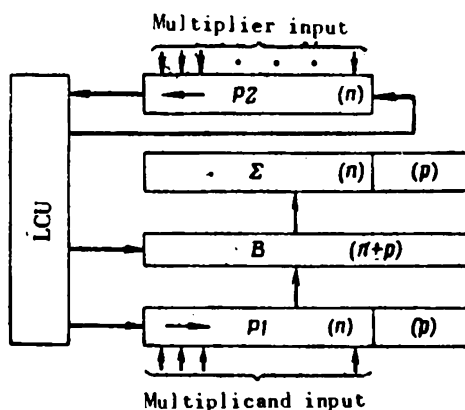 Multiplier input
P2 (n)
Σ (n) (p)
LCU
B (n+p)
P1 (n) (p)
Multiplicand input